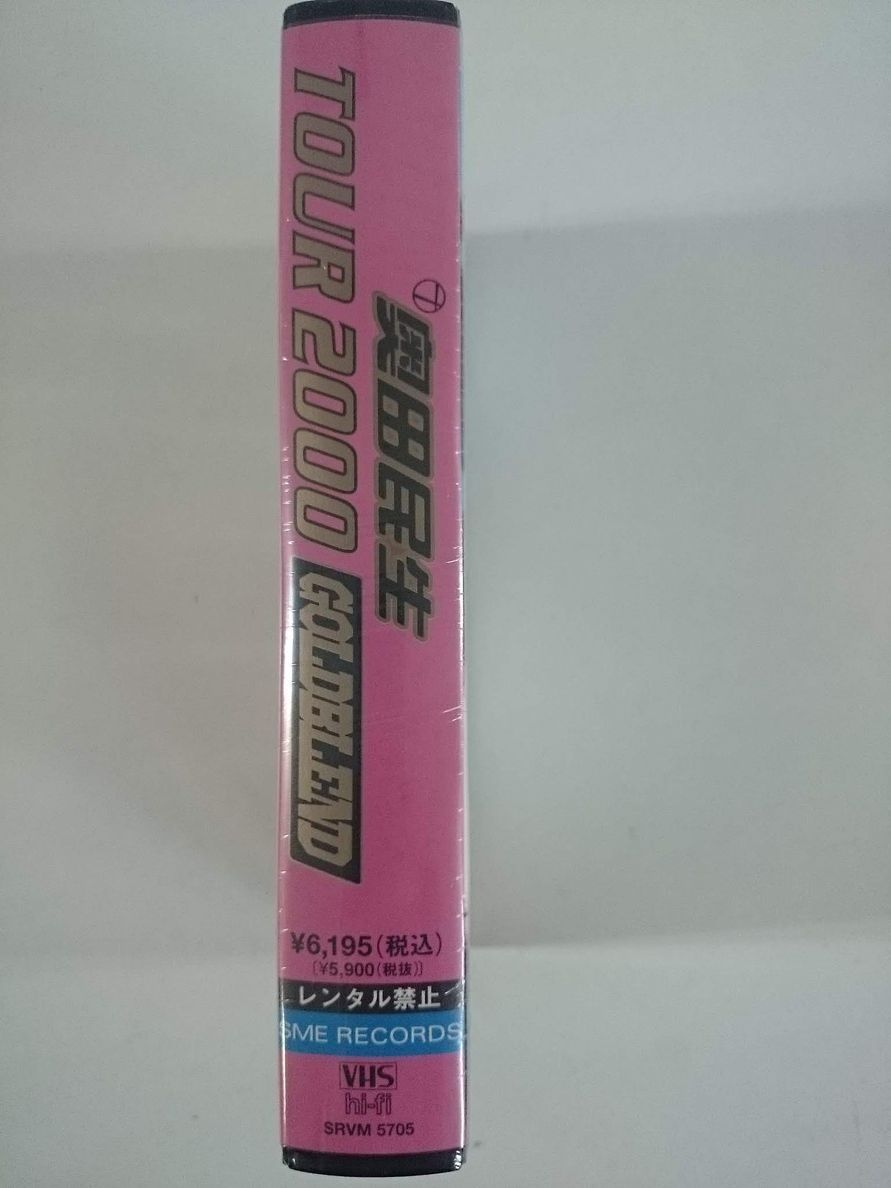 奥田民生
TOUR 2000
GOLDBLEND
¥6,195(税込)
〔¥5,900(税抜)〕
レンタル禁止
SME RECORDS
VHS
hi-fi
SRVM 5705